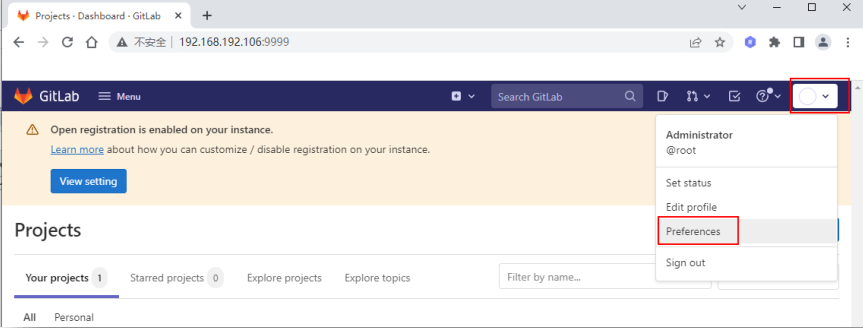 Projects · Dashboard · GitLab
不安全 192.168.192.106:9999
GitLab Menu Search GitLab
Open registration is enabled on your instance.
Learn more about how you can customize / disable registration on your instance.
View setting
Administrator
@root
Set status
Edit profile
Preferences
Sign out
Projects
Your projects 1 Starred projects 0 Explore projects Explore topics Filter by name...
All Personal